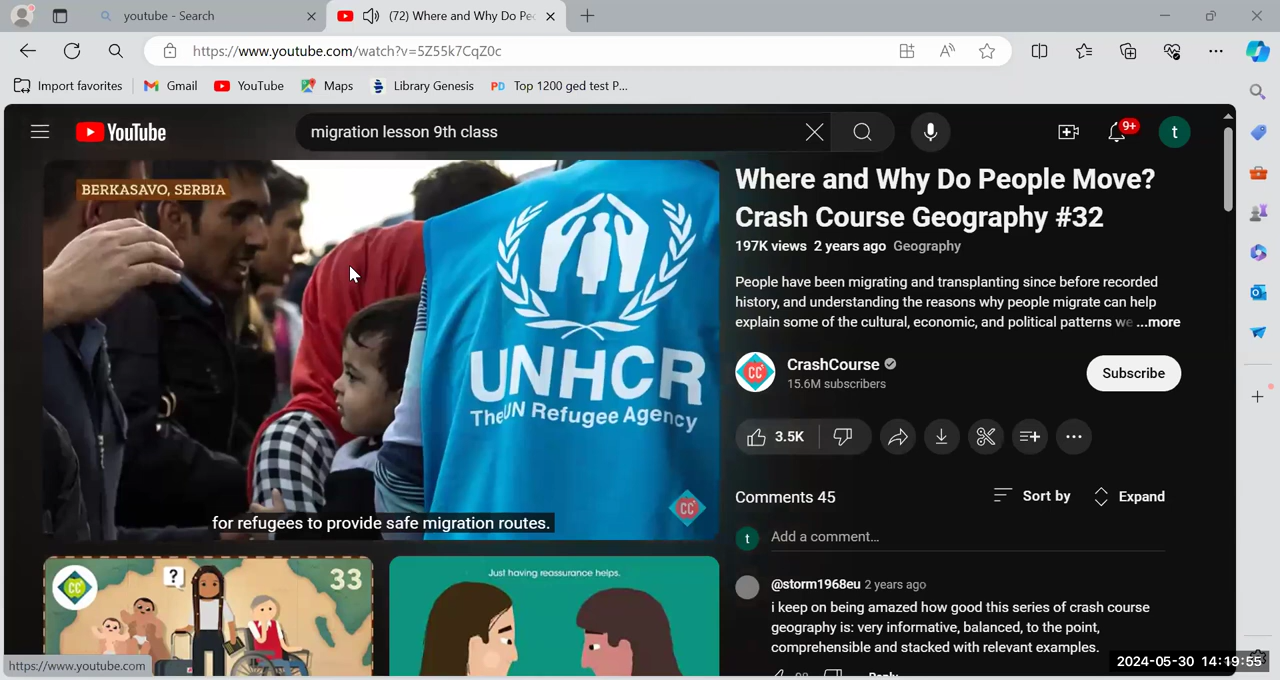 youtube - Search
(72) Where and Why Do Pe
https://www.youtube.com/watch?v=5Z55k7CqZ0c
Import favorites
Gmail
YouTube
Maps
Library Genesis
PD Top 1200 ged test P...
YouTube
migration lesson 9th class
9+
t
BERKASAVO, SERBIA
UNHCR
The UN Refugee Agency
CC
for refugees to provide safe migration routes.
Where and Why Do People Move?
Crash Course Geography #32
197K views 2 years ago Geography
People have been migrating and transplanting since before recorded
history, and understanding the reasons why people migrate can help
explain some of the cultural, economic, and political patterns we ...more
CC
CrashCourse
15.6M subscribers
Subscribe
3.5K
Comments 45
Sort by
Expand
t
Add a comment...
@storm1968eu 2 years ago
i keep on being amazed how good this series of crash course
geography is: very informative, balanced, to the point,
comprehensible and stacked with relevant examples.
Reply
CC
?
33
Just having reassurance helps.
https://www.youtube.com
2024-05-30 14:19:55